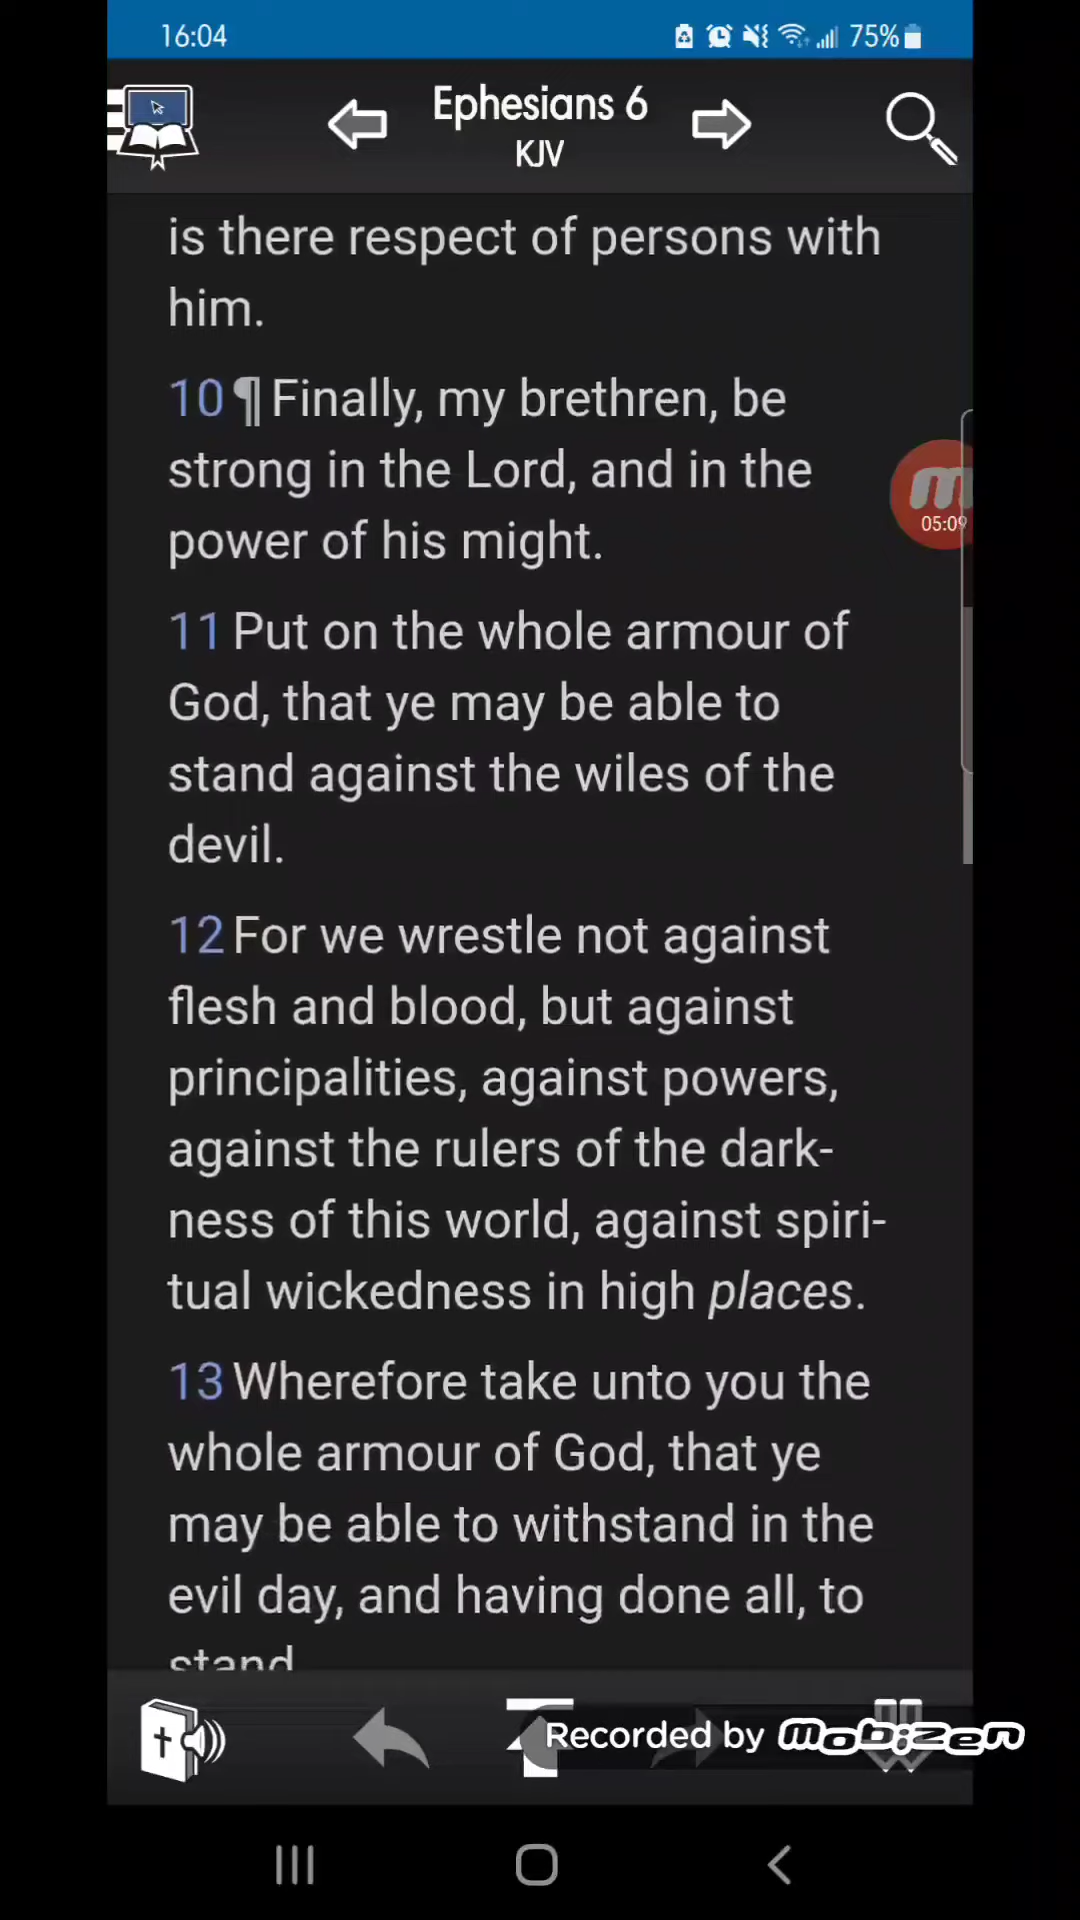 16:04
75%
Ephesians 6
KJV
is there respect of persons with
him.
10 ¶ Finally, my brethren, be
strong in the Lord, and in the
power of his might.
05:09
11 Put on the whole armour of
God, that ye may be able to
stand against the wiles of the
devil.
12 For we wrestle not against
flesh and blood, but against
principalities, against powers,
against the rulers of the dark-
ness of this world, against spiri-
tual wickedness in high places.
13 Wherefore take unto you the
whole armour of God, that ye
may be able to withstand in the
evil day, and having done all, to
stand
Recorded by mobizen